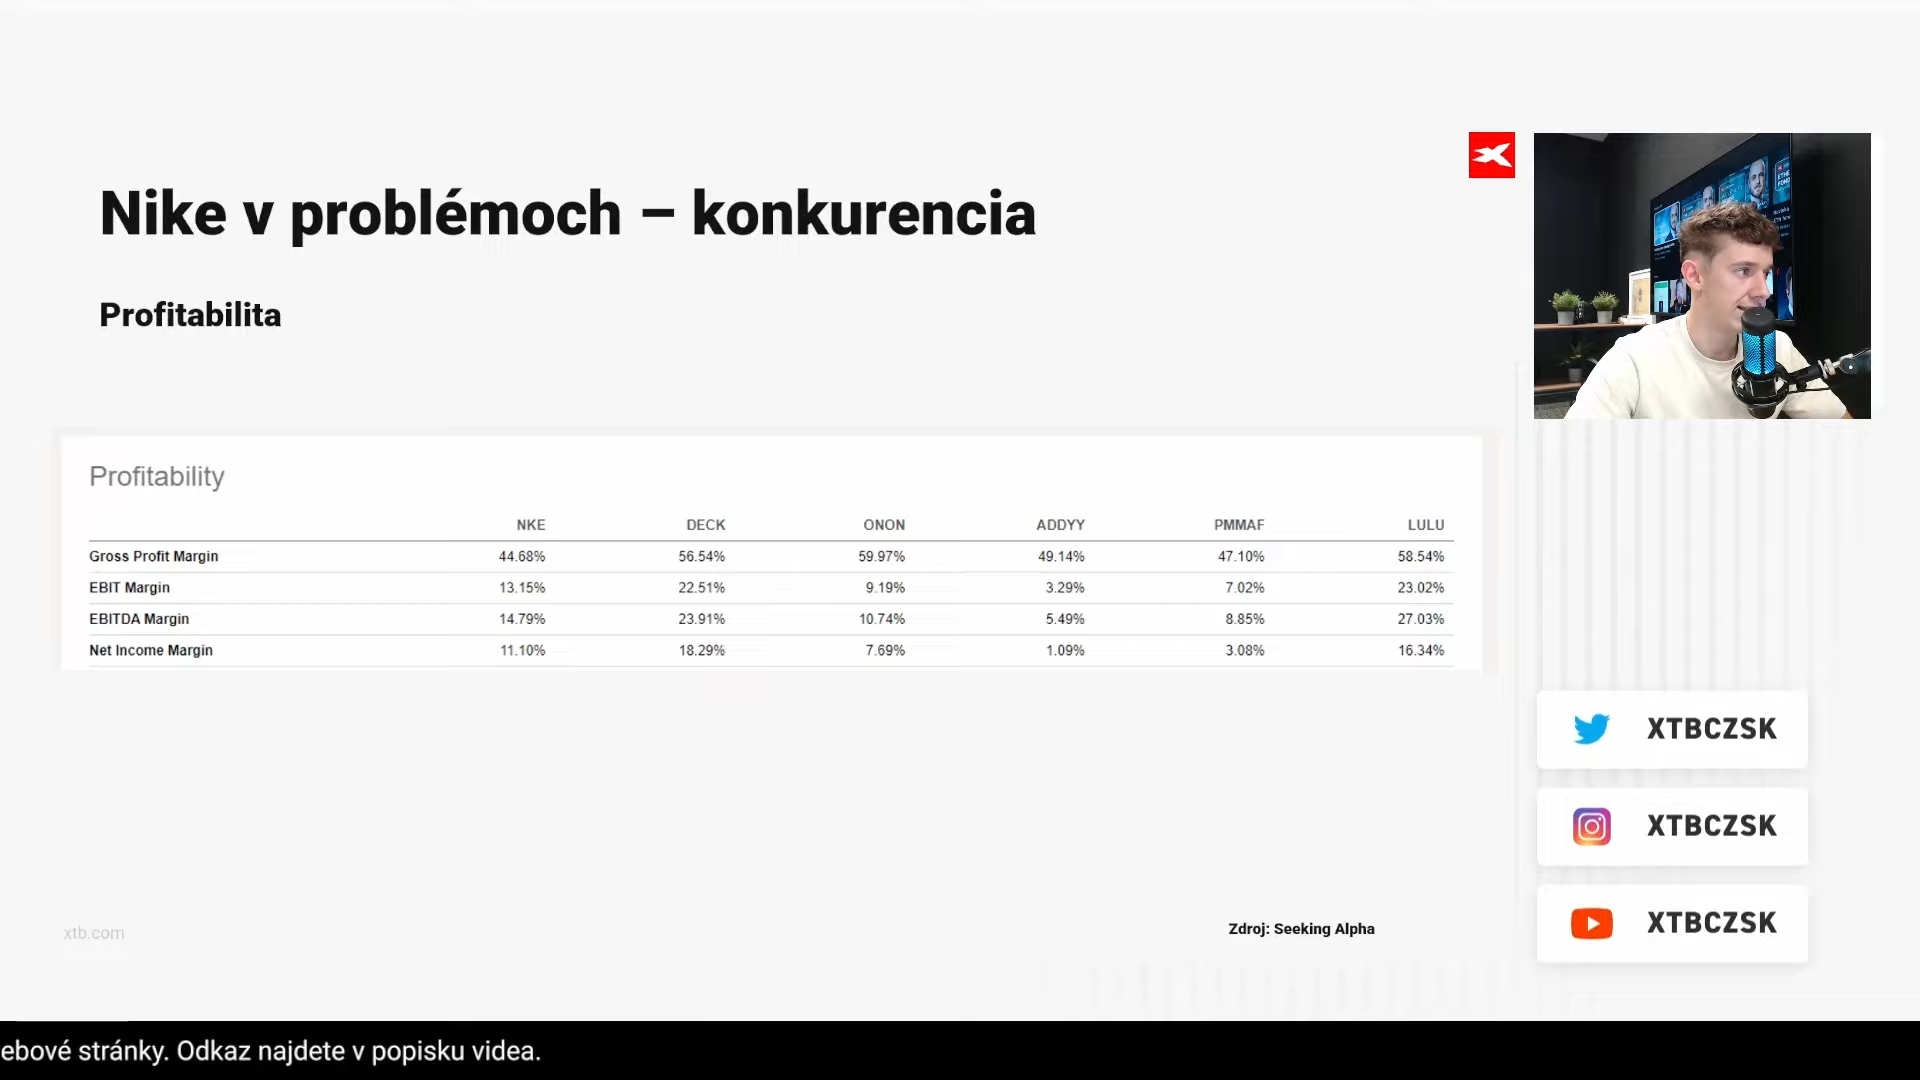 Nike v problémoch – konkurencia
Profitabilita
Profitability
NKE DECK ONON ADDYY PMMAF LULU
Gross Profit Margin 44.68% 56.54% 59.97% 49.14% 47.10% 58.54%
EBIT Margin 13.15% 22.51% 9.19% 3.29% 7.02% 23.02%
EBITDA Margin 14.79% 23.91% 10.74% 5.49% 8.85% 27.03%
Net Income Margin 11.10% 18.29% 7.69% 1.09% 3.08% 16.34%
XTBCZSK
XTBCZSK
XTBCZSK
xtb.com
Zdroj: Seeking Alpha
ebové stránky. Odkaz najdete v popisku videa.